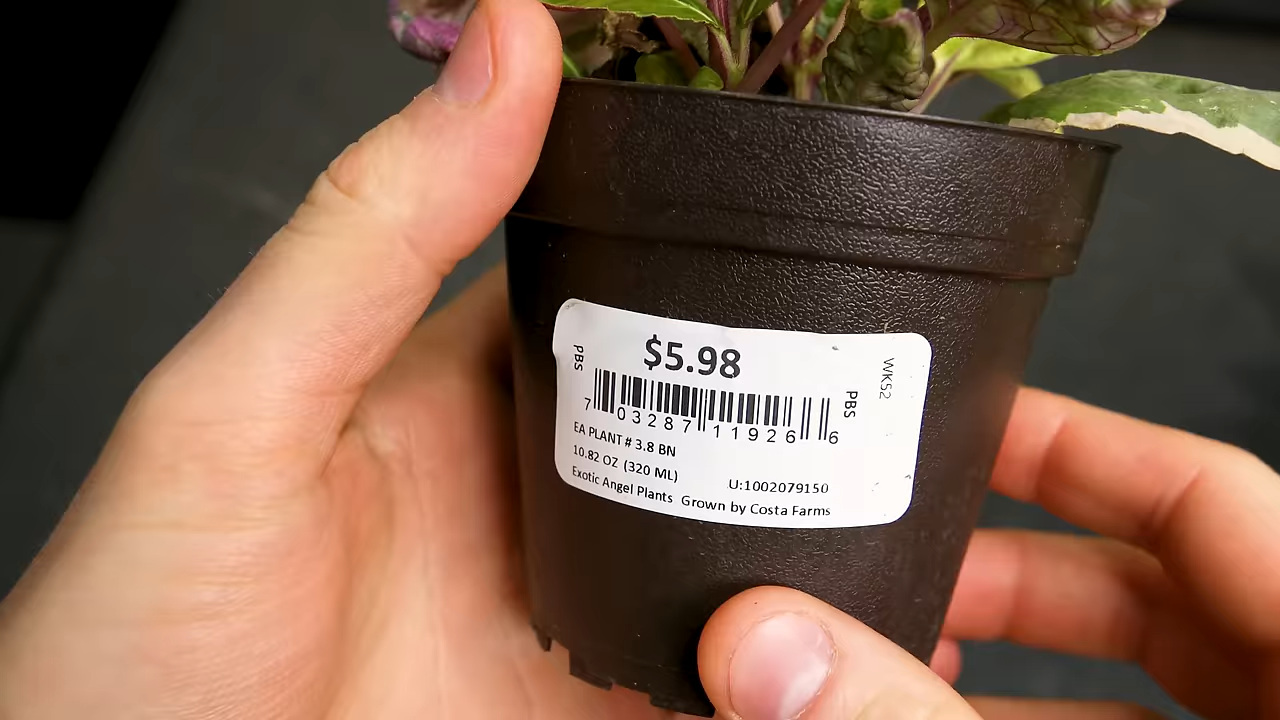 $5.98
PBS
WK52
PBS
7 03287 11926 6
EA PLANT # 3.8 BN
10.82 OZ (320 ML)
U:1002079150
Exotic Angel Plants Grown by Costa Farms